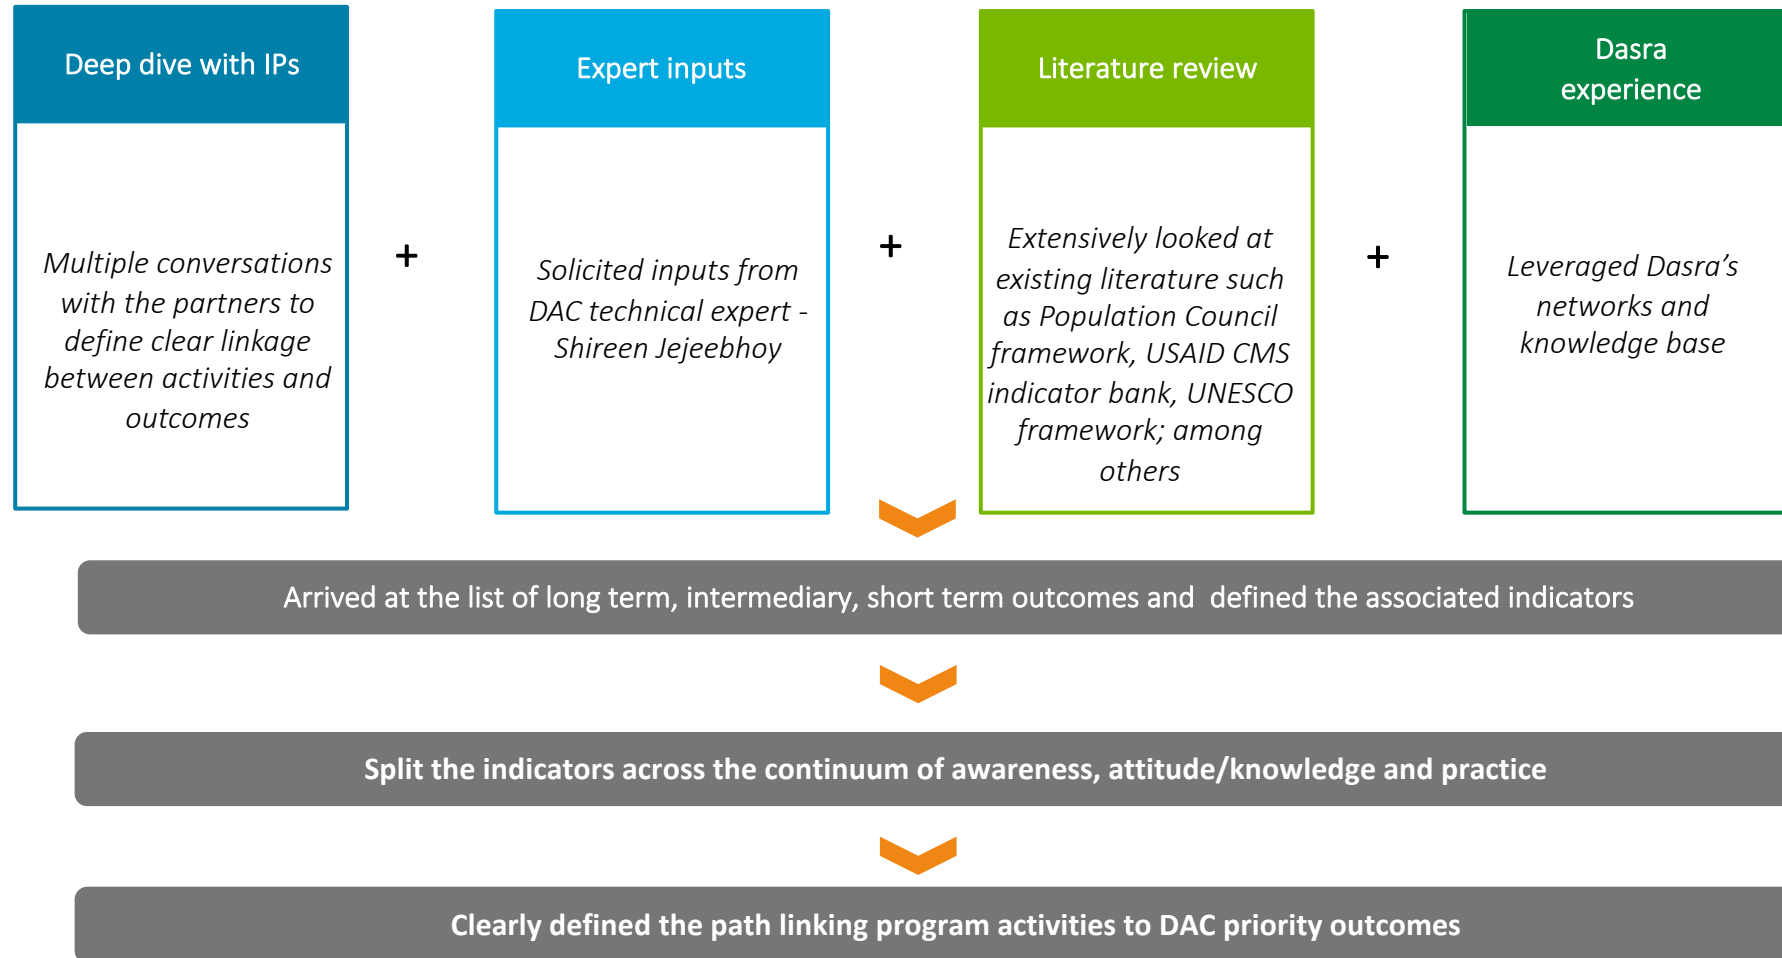 Deep dive with IPs
Multiple conversations
with the partners to
define clear linkage
between activities and
outcomes
+
Expert inputs
Solicited inputs from
DAC technical expert -
Shireen Jejeebhoy
+
Literature review
Extensively looked at
existing literature such
as Population Council
framework, USAID CMS
indicator bank, UNESCO
framework; among
others
+
Dasra
experience
Leveraged Dasra’s
networks and
knowledge base
Arrived at the list of long term, intermediary, short term outcomes and  defined the associated indicators
Split the indicators across the continuum of awareness, attitude/knowledge and practice
Clearly defined the path linking program activities to DAC priority outcomes